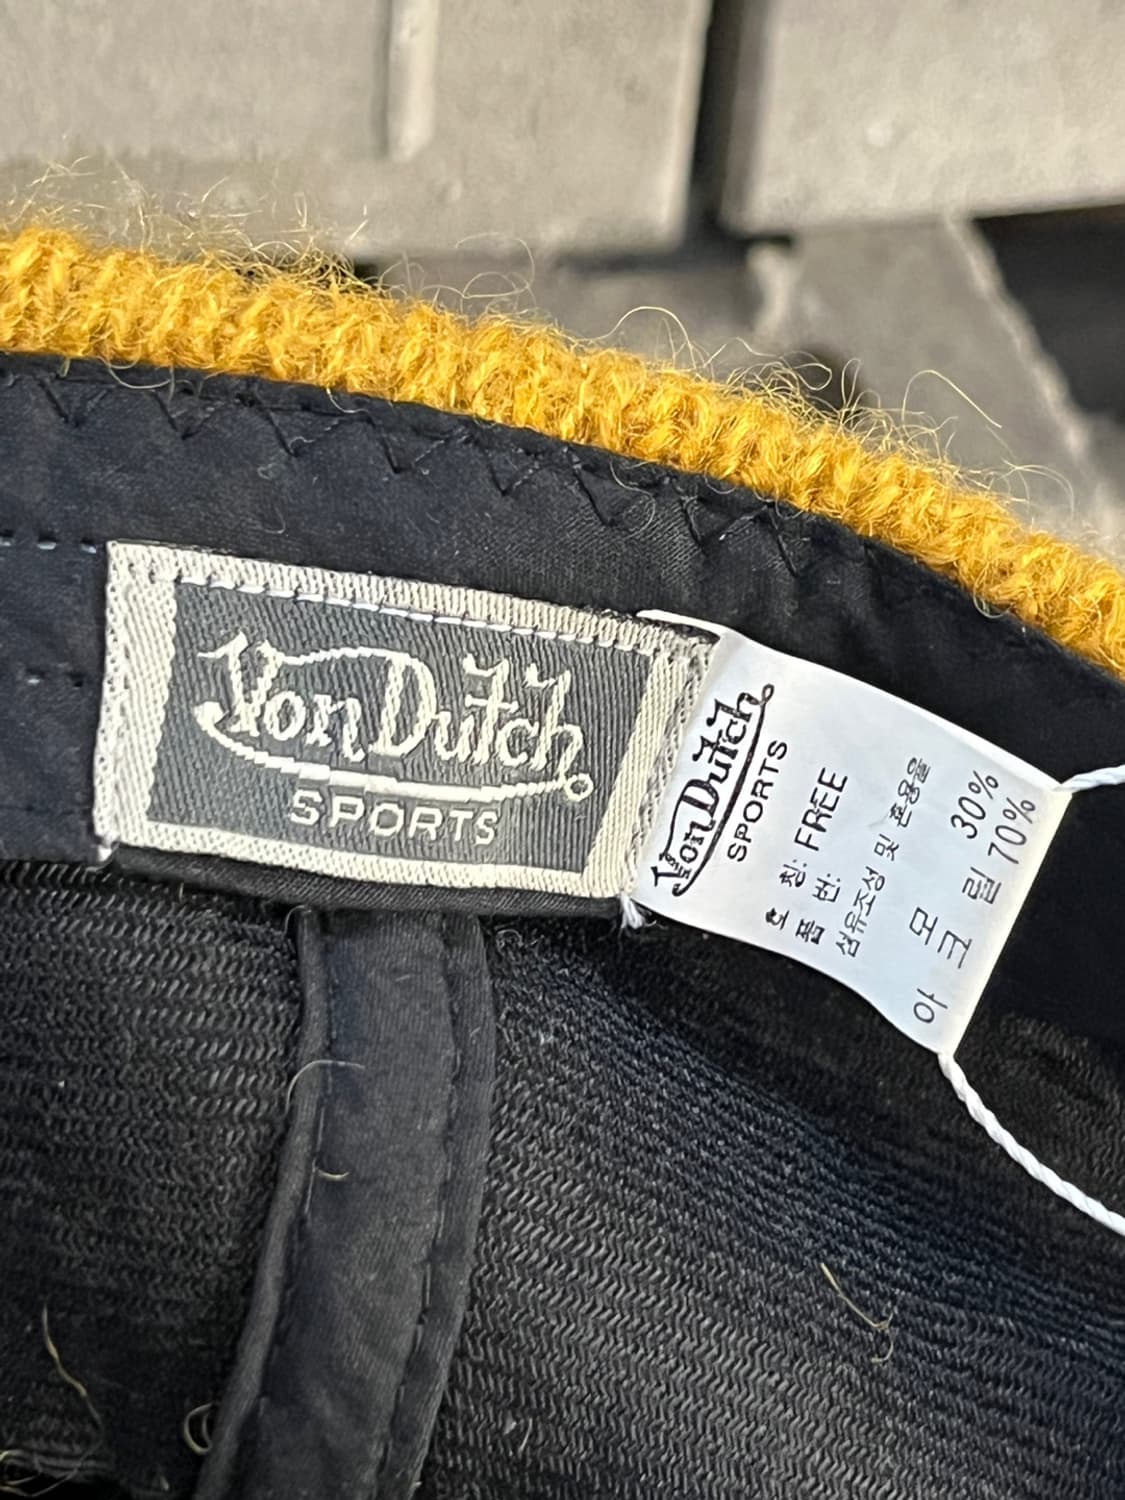 Von Dutch
SPORTS
Von Dutch
SPORTS
호 칭: FREE
품 번:
섬유조성 및 혼용율
모 30%
아 크 릴 70%